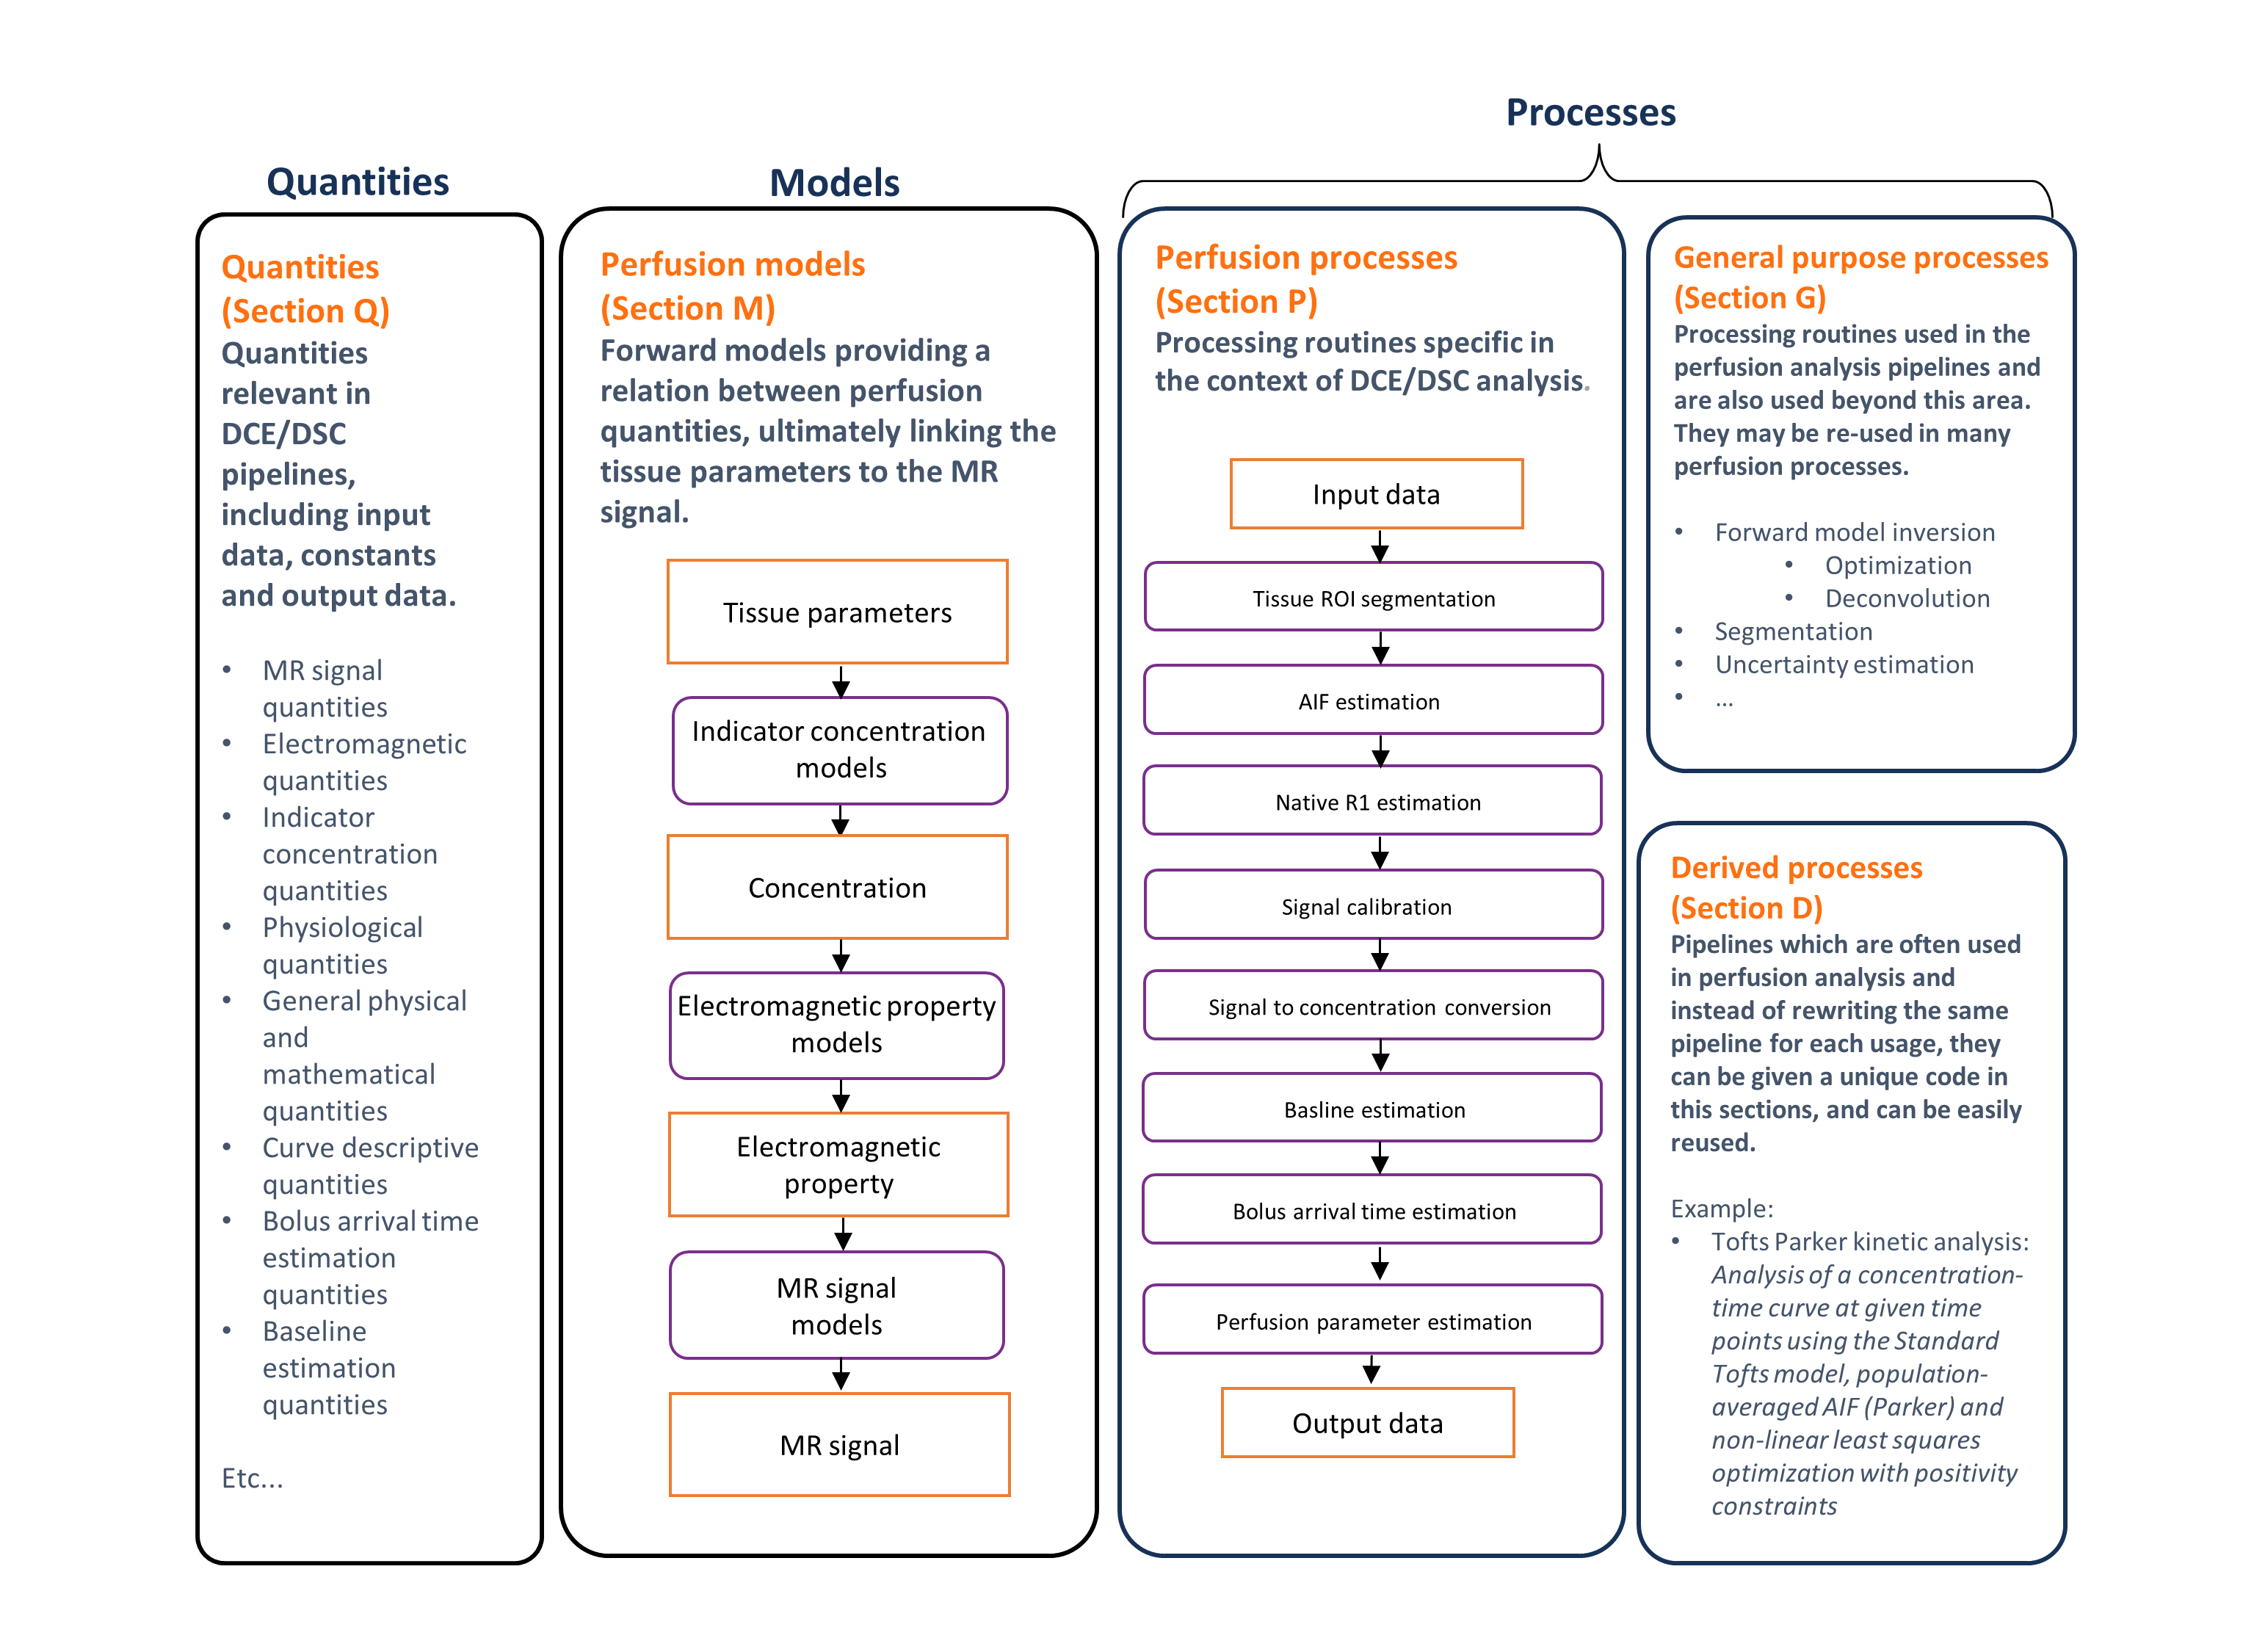 Processes
Quantities
Models
Quantities
(Section Q)
Quantities
relevant in
DCE/DSC
pipelines,
including input
data, constants
and output data.
• MR signal
quantities
• Electromagnetic
quantities
• Indicator
concentration
quantities
• Physiological
quantities
• General physical
and
mathematical
quantities
• Curve descriptive
quantities
• Bolus arrival time
estimation
quantities
• Baseline
estimation
quantities
Etc...
Perfusion models
(Section M)
Forward models providing a
relation between perfusion
quantities, ultimately linking the
tissue parameters to the MR
signal.
Tissue parameters
Indicator concentration
models
Concentration
Electromagnetic property
models
Electromagnetic
property
MR signal
models
MR signal
Perfusion processes
(Section P)
Processing routines specific in
the context of DCE/DSC analysis.
Input data
Tissue ROI segmentation
AIF estimation
Native R1 estimation
Signal calibration
Signal to concentration conversion
Basline estimation
Bolus arrival time estimation
Perfusion parameter estimation
Output data
General purpose processes
(Section G)
Processing routines used in the
perfusion analysis pipelines and
are also used beyond this area.
They may be re-used in many
perfusion processes.
• Forward model inversion
• Optimization
• Deconvolution
• Segmentation
• Uncertainty estimation
• ...
Derived processes
(Section D)
Pipelines which are often used
in perfusion analysis and
instead of rewriting the same
pipeline for each usage, they
can be given a unique code in
this sections, and can be easily
reused.
Example:
• Tofts Parker kinetic analysis:
Analysis of a concentration-
time curve at given time
points using the Standard
Tofts model, population-
averaged AIF (Parker) and
non-linear least squares
optimization with positivity
constraints